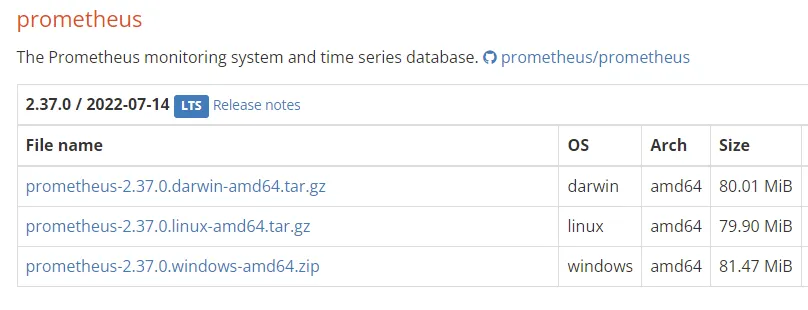 prometheus
The Prometheus monitoring system and time series database. prometheus/prometheus
2.37.0 / 2022-07-14 LTS Release notes
File name OS Arch Size
prometheus-2.37.0.darwin-amd64.tar.gz darwin amd64 80.01 MiB
prometheus-2.37.0.linux-amd64.tar.gz linux amd64 79.90 MiB
prometheus-2.37.0.windows-amd64.zip windows amd64 81.47 MiB